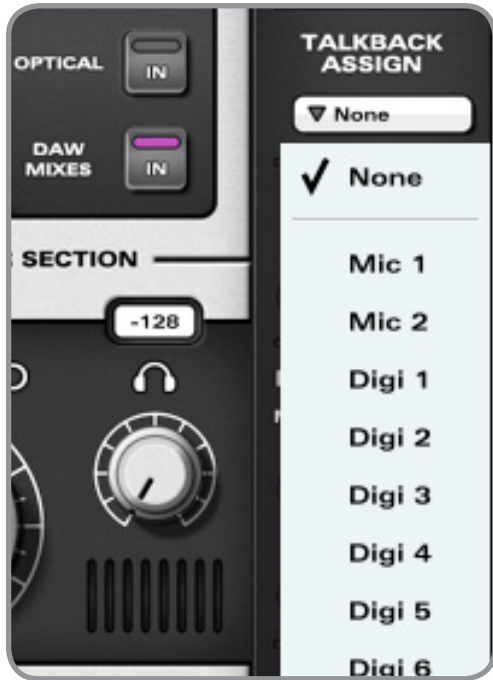 OPTICAL
IN
DAW
MIXES
IN
SECTION
-128
TALKBACK
ASSIGN
None
None
Mic 1
Mic 2
Digi 1
Digi 2
Digi 3
Digi 4
Digi 5
Digi 6